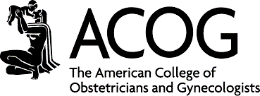 ACOG
The American College of
Obstetricians and Gynecologists